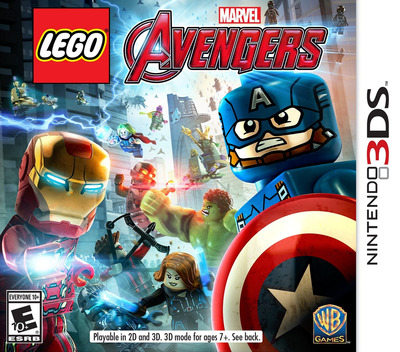 LEGO
MARVEL
AVENGERS
A
NINTENDO 3DS
EVERYONE 10+
E
10+
ESRB
Playable in 2D and 3D. 3D mode for ages 7+. See back.
WB
GAMES